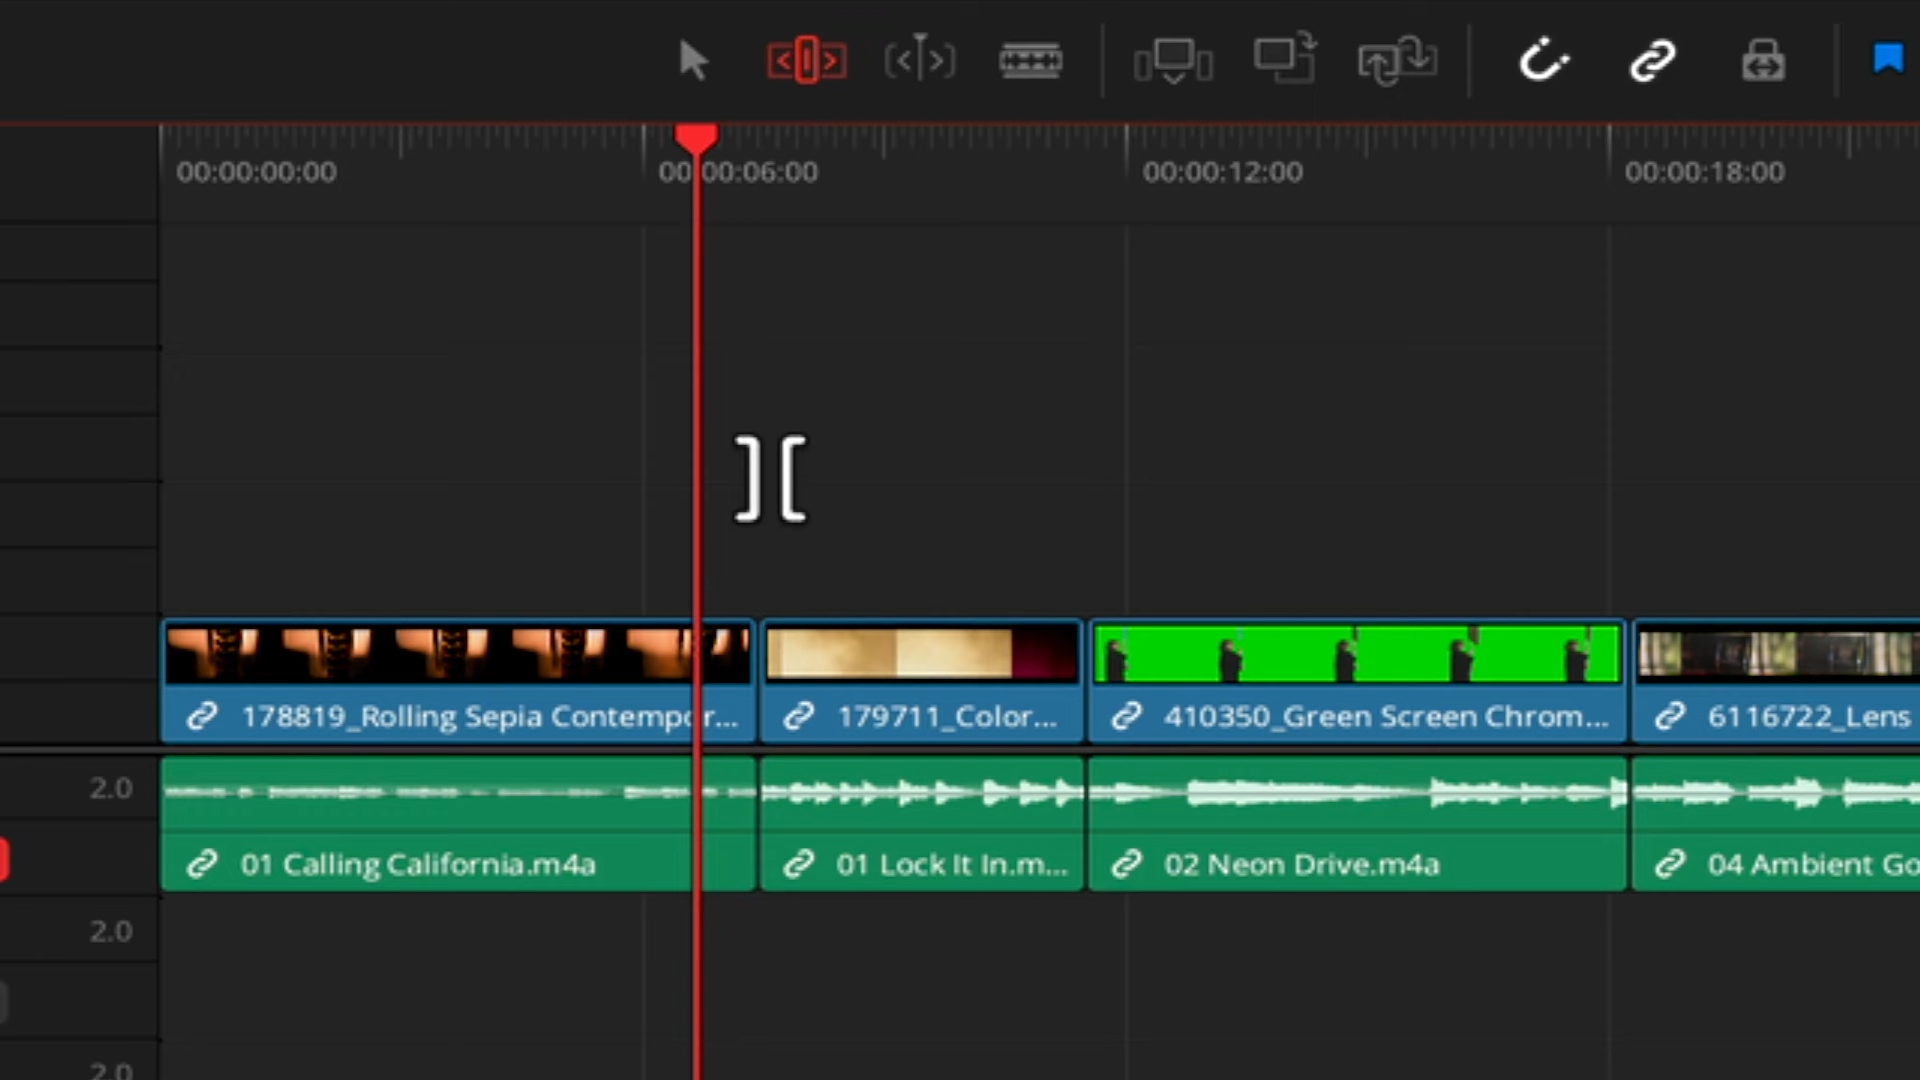 00:00:00:00
00:00:06:00
00:00:12:00
00:00:18:00
178819_Rolling Sepia Contempor...
179711_Color...
410350_Green Screen Chrom...
6116722_Lens
2.0
01 Calling California.m4a
01 Lock It In.m...
02 Neon Drive.m4a
04 Ambient Go
2.0
2.0